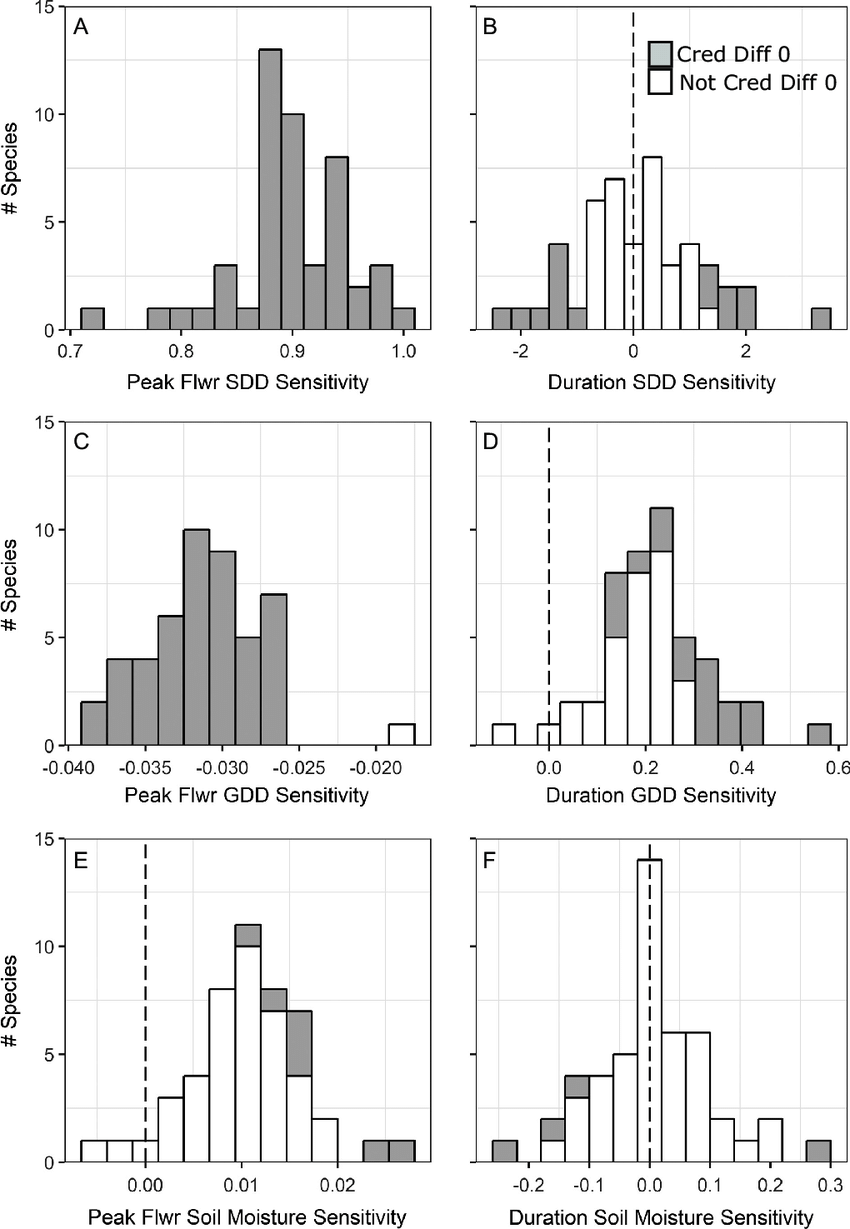 A
15
10
5
0
# Species
0.7 0.8 0.9 1.0
Peak Flwr SDD Sensitivity
B
Cred Diff 0
Not Cred Diff 0
-2 0 2
Duration SDD Sensitivity
C
15
10
5
0
# Species
-0.040 -0.035 -0.030 -0.025 -0.020
Peak Flwr GDD Sensitivity
D
0.0 0.2 0.4 0.6
Duration GDD Sensitivity
E
15
10
5
0
# Species
0.00 0.01 0.02
Peak Flwr Soil Moisture Sensitivity
F
-0.2 -0.1 0.0 0.1 0.2 0.3
Duration Soil Moisture Sensitivity